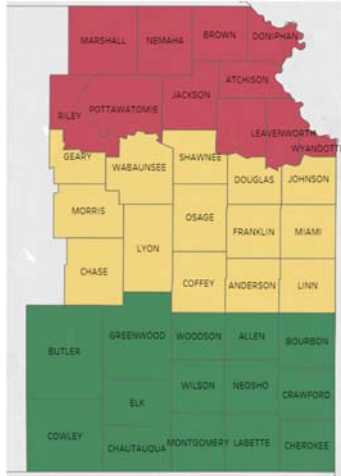 MARSHALL NEMAHA BROWN DONIPHAN
ATCHISON
JACKSON
POTTAWATOMIE
RILEY
LEAVENWORTH
WYANDOTT
GEARY WABAUNSEE SHAWNEE
DOUGLAS JOHNSON
MORRIS OSAGE
FRANKLIN MIAMI
LYON
CHASE COFFEY ANDERSON LINN
GREENWOOD WOODSON ALLEN BOURBON
BUTLER
WILSON NEOSHO CRAWFORD
ELK
COWLEY CHAUTAUQUA MONTGOMERY LABETTE CHEROKEE